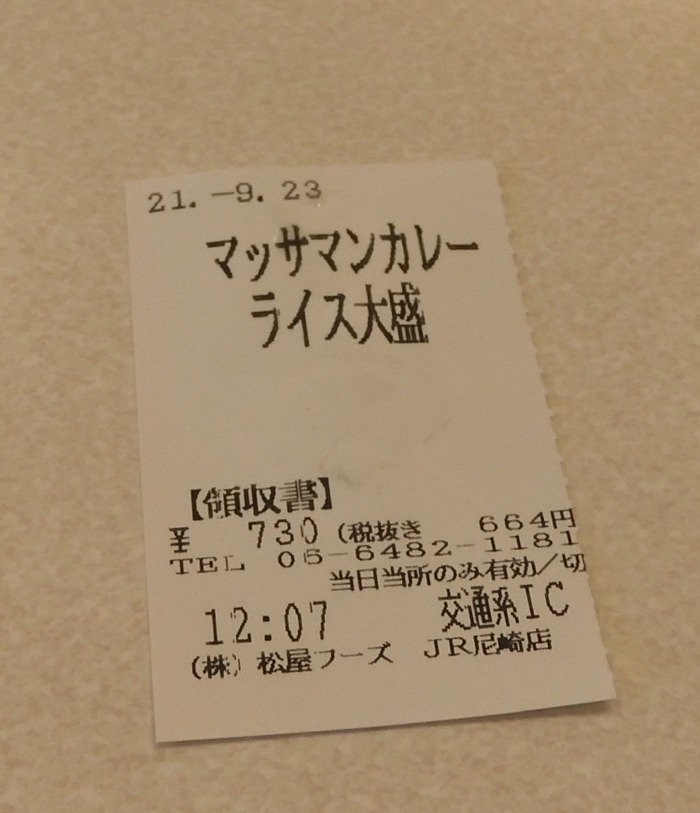 21.-9.23
マッサマンカレー
ライス大盛
【領収書】
¥ 730 (税抜き 664円
TEL 06-6482-1181
当日当所のみ有効/切
12:07 交通系IC
(株) 松屋フーズ JR尼崎店